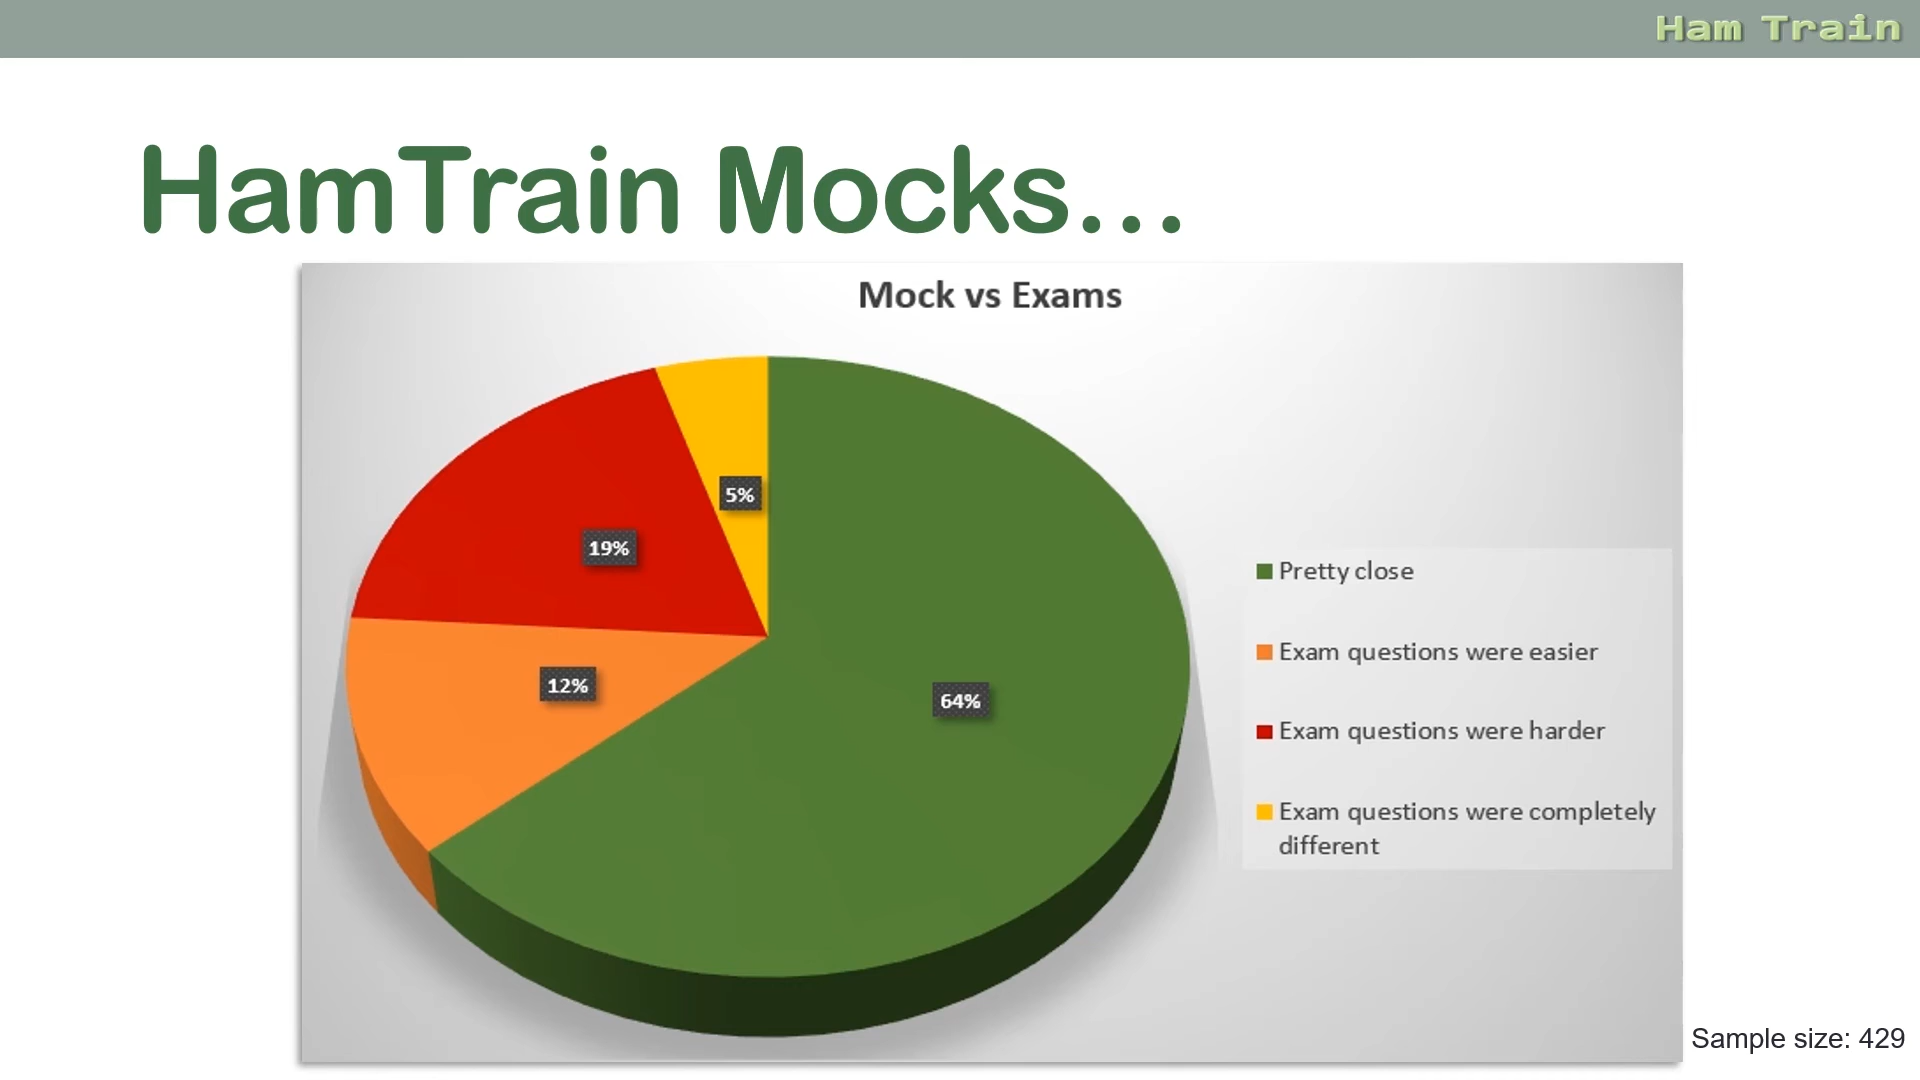 Ham Train
HamTrain Mocks...
Mock vs Exams
5%
19%
12%
64%
Pretty close
Exam questions were easier
Exam questions were harder
Exam questions were completely
different
Sample size: 429